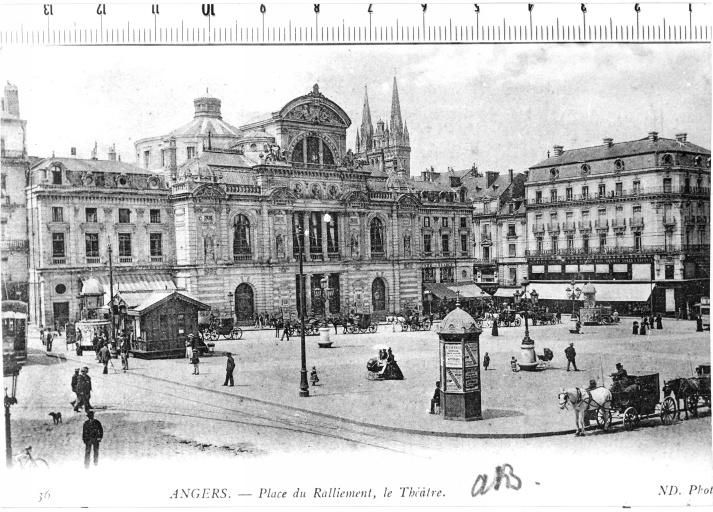 13 12 11 10 9 8 7 6 5 4 3 2 1
36 ANGERS. — Place du Ralliement, le Théâtre. ARB. ND. Phot